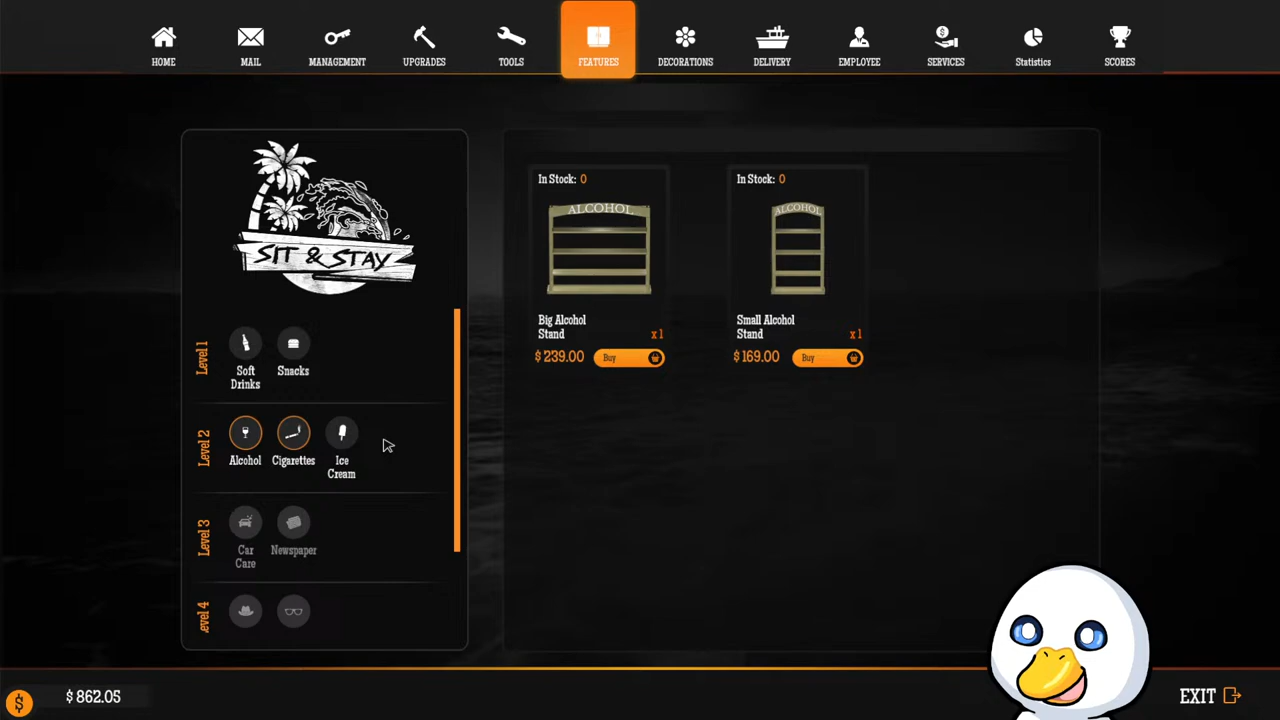 HOME
MAIL
MANAGEMENT
UPGRADES
TOOLS
FEATURES
DECORATIONS
DELIVERY
EMPLOYEE
SERVICES
Statistics
SCORES
SIT & STAY
Level 1
Soft
Drinks
Snacks
Level 2
Alcohol
Cigarettes
Ice
Cream
Level 3
Car
Care
Newspaper
evel 4
In Stock: 0
ALCOHOL
Big Alcohol
Stand
x 1
$ 239.00
Buy
In Stock: 0
ALCOHOL
Small Alcohol
Stand
x 1
$ 169.00
Buy
$
$ 862.05
EXIT